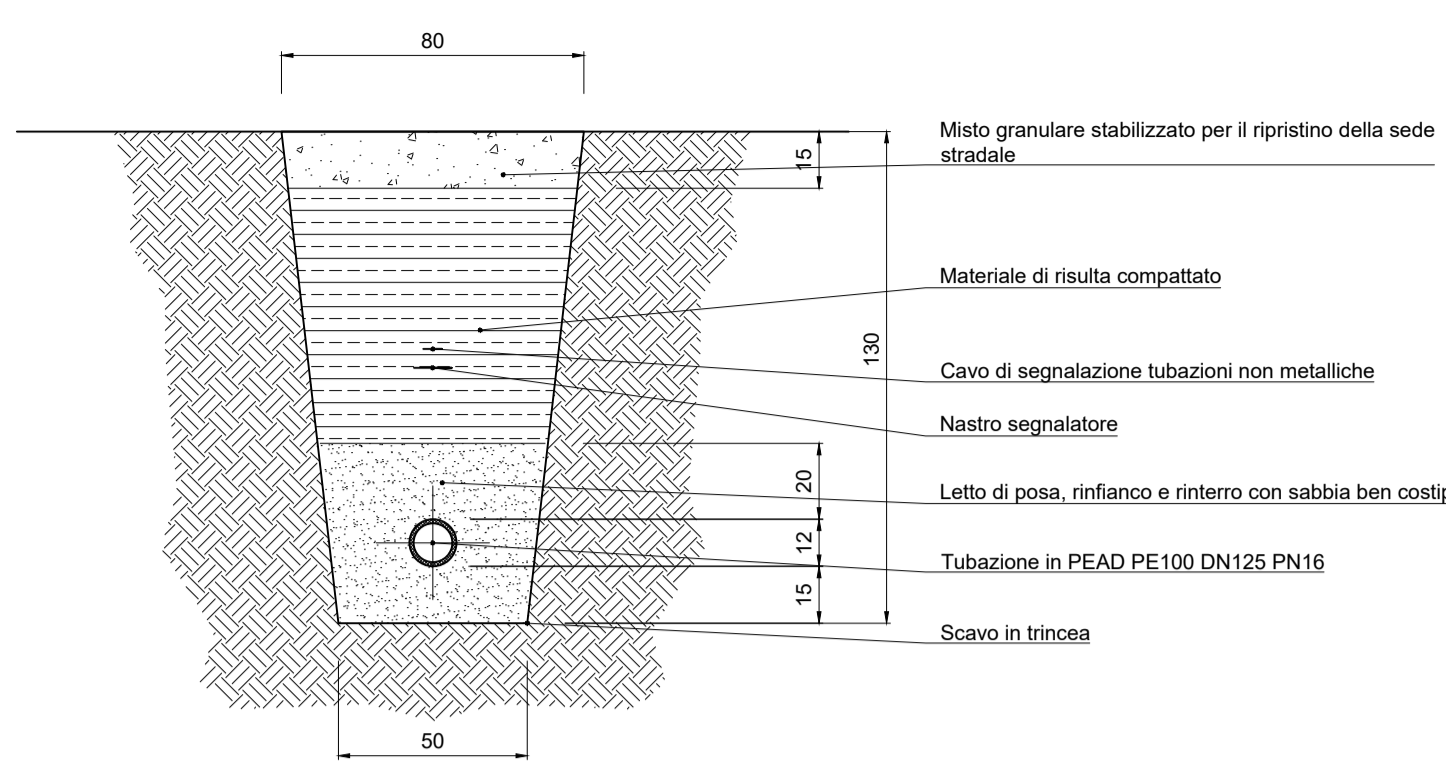 80
Misto granulare stabilizzato per il ripristino della sede
stradale
15
Materiale di risulta compattato
130
Cavo di segnalazione tubazioni non metalliche
Nastro segnalatore
20
Letto di posa, rinfianco e rinterro con sabbia ben
12
Tubazione in PEAD PE100 DN125 PN16
15
Scavo in trincea
50